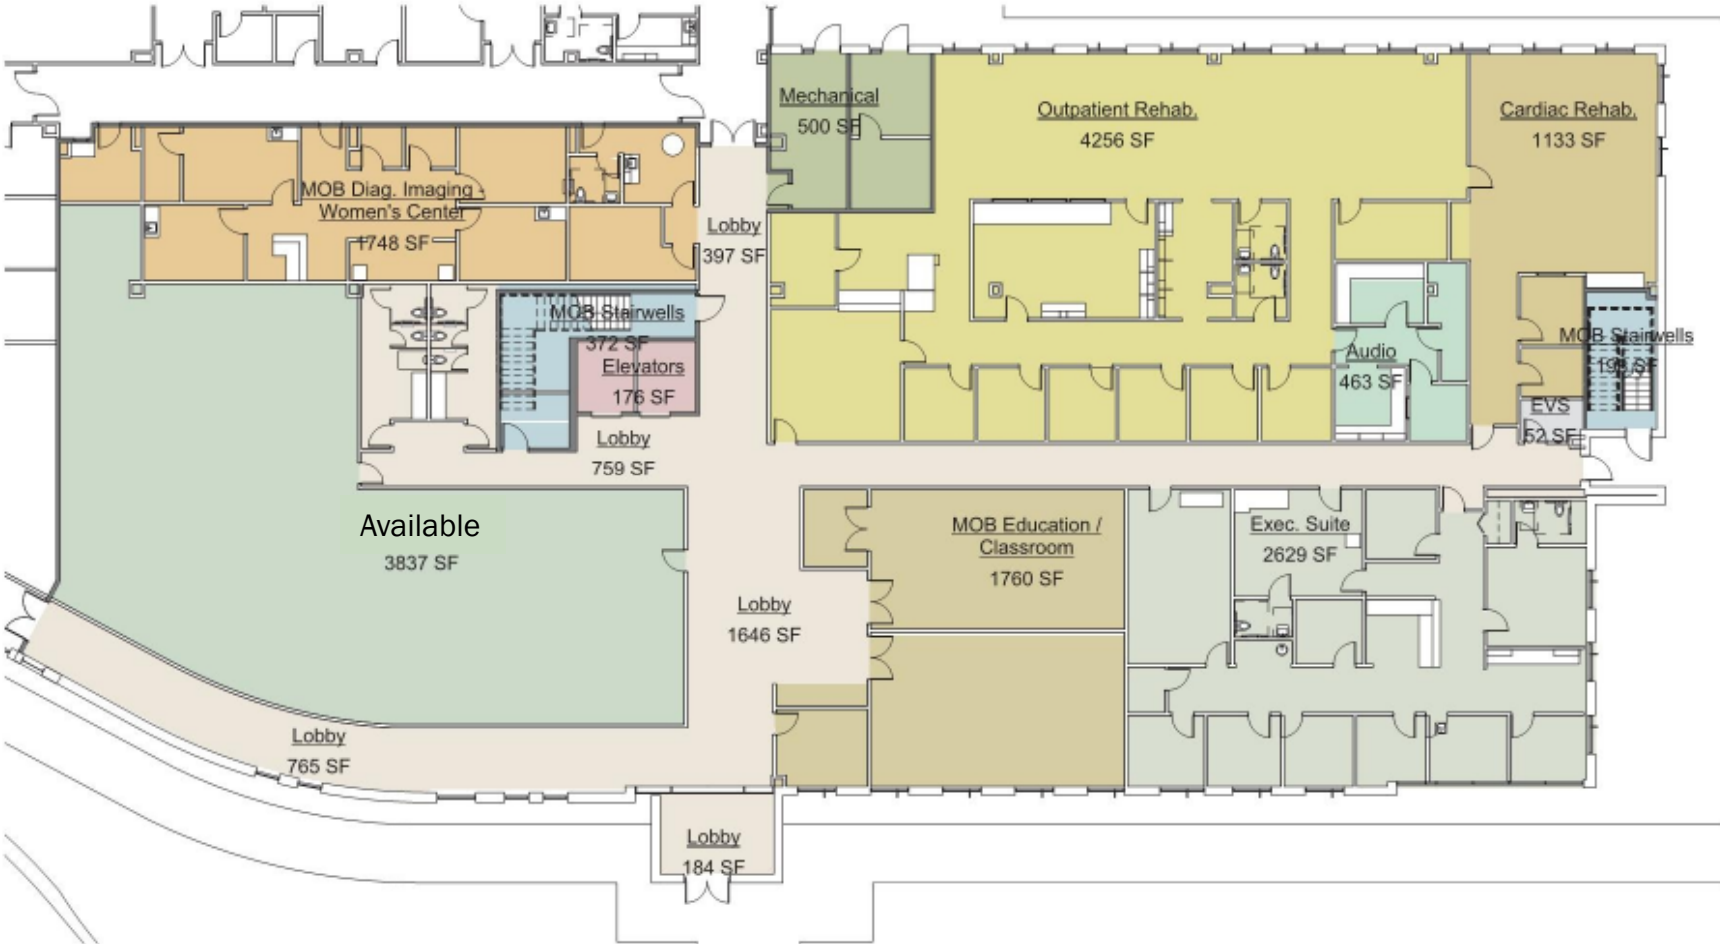 Mechanical
500 SF
Outpatient Rehab.
4256 SF
Cardiac Rehab.
1133 SF
MOB Diag. Imaging -
Women's Center
1748 SF
Lobby
397 SF
MOB Stairwells
372 SF
Elevators
176 SF
Lobby
759 SF
Audio
463 SF
MOB Stairwells
SF
EVS
52 SF
Available
3837 SF
MOB Education /
Classroom
1760 SF
Exec. Suite
2629 SF
Lobby
1646 SF
Lobby
765 SF
Lobby
184 SF